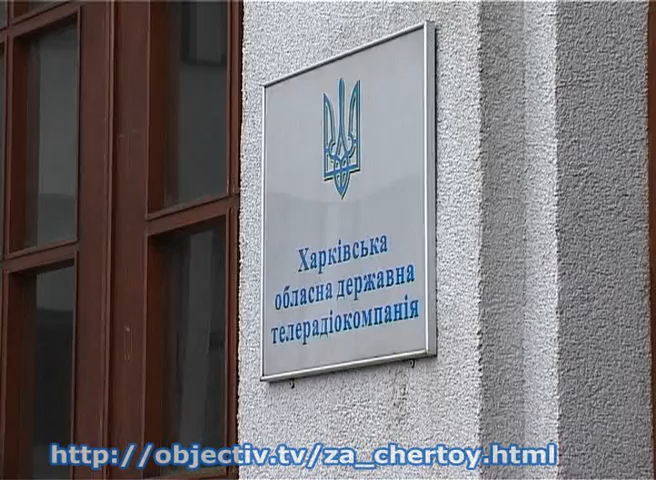 Харківська
обласна державна
телерадіокомпанія
http://objectiv.tv/za_chertoy.html